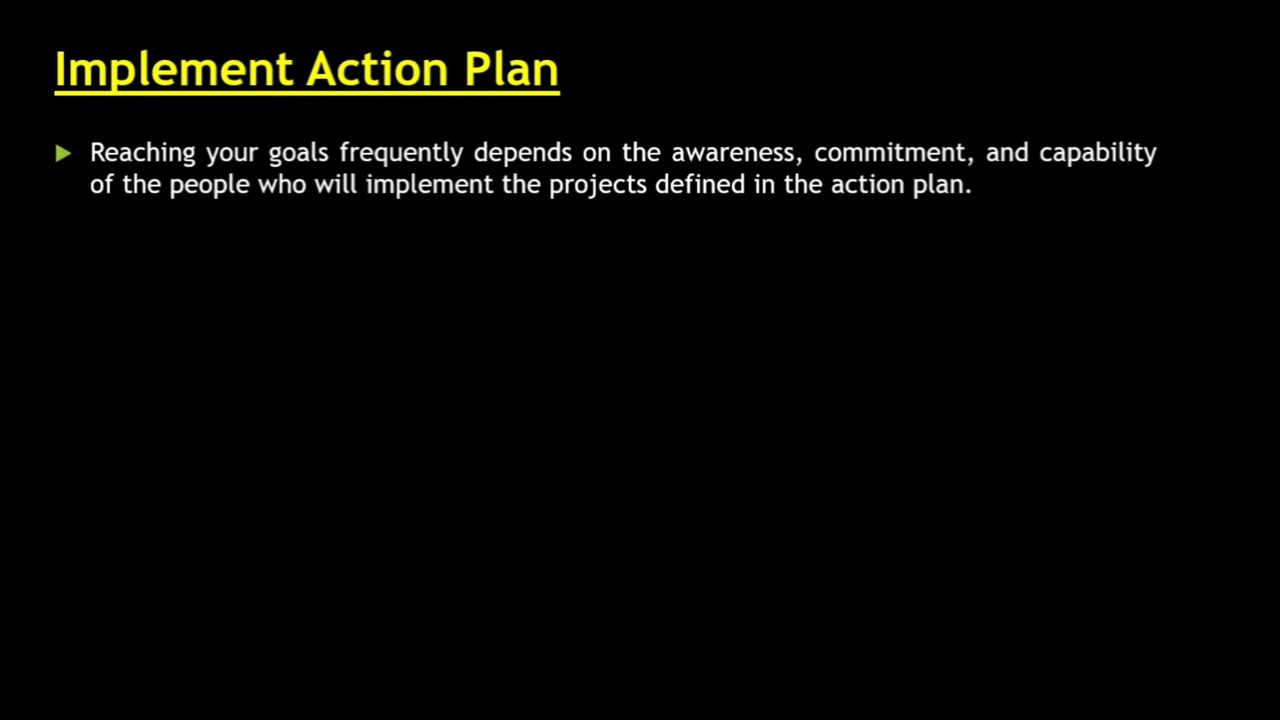 Implement Action Plan
Reaching your goals frequently depends on the awareness, commitment, and capability
of the people who will implement the projects defined in the action plan.